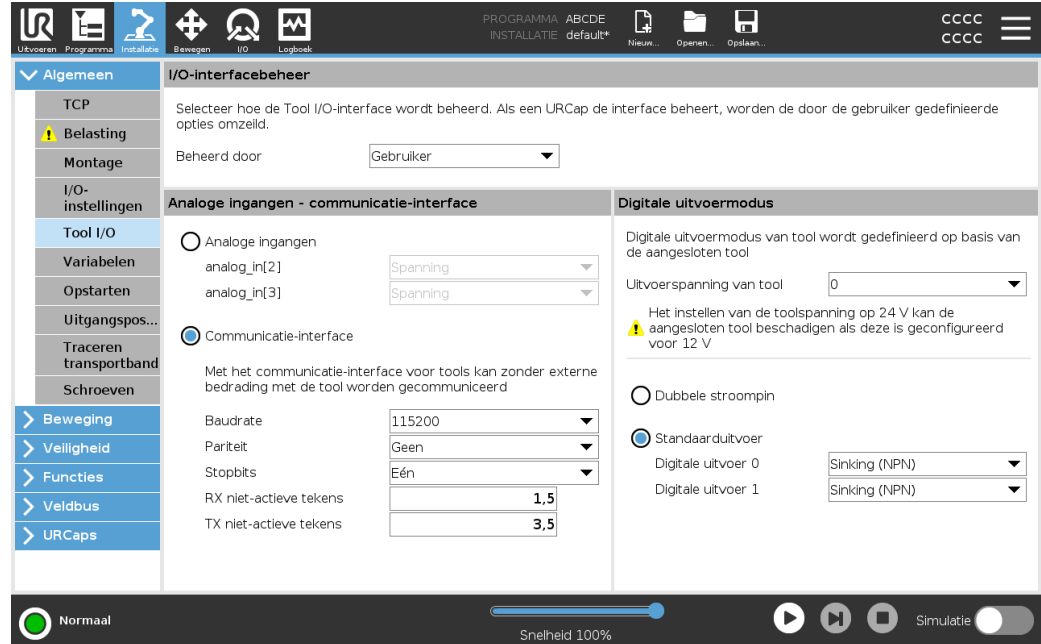 PROGRAMMA ABCDE
INSTALLATIE default*
CCCC
CCCC
Uitvoeren Programma Installatie Bewegen I/O Logboek Nieuw... Openen... Opslaan...
Algemeen
TCP
Belasting
Montage
I/O-
instellingen
Tool I/O
Variabelen
Opstarten
Uitgangspos...
Traceren
transportband
Schroeven
Beweging
Veiligheid
Functies
Veldbus
URCaps
I/O-interfacebeheer
Selecteer hoe de Tool I/O-interface wordt beheerd. Als een URCap de interface beheert, worden de door de gebruiker gedefinieerde
opties omzeild.
Beheerd door Gebruiker
Analoge ingangen - communicatie-interface
Analoge ingangen
analog_in[2] Spanning
analog_in[3] Spanning
Communicatie-interface
Met het communicatie-interface voor tools kan zonder externe
bedrading met de tool worden gecommuniceerd
Baudrate 115200
Pariteit Geen
Stopbits Eén
RX niet-actieve tekens 1,5
TX niet-actieve tekens 3,5
Digitale uitvoermodus
Digitale uitvoermodus van tool wordt gedefinieerd op basis van
de aangesloten tool
Uitvoerspanning van tool 0
Het instellen van de toolspanning op 24 V kan de
aangesloten tool beschadigen als deze is geconfigureerd
voor 12 V
Dubbele stroompin
Standaarduitvoer
Digitale uitvoer 0 Sinking (NPN)
Digitale uitvoer 1 Sinking (NPN)
Normaal
Snelheid 100%
Simulatie